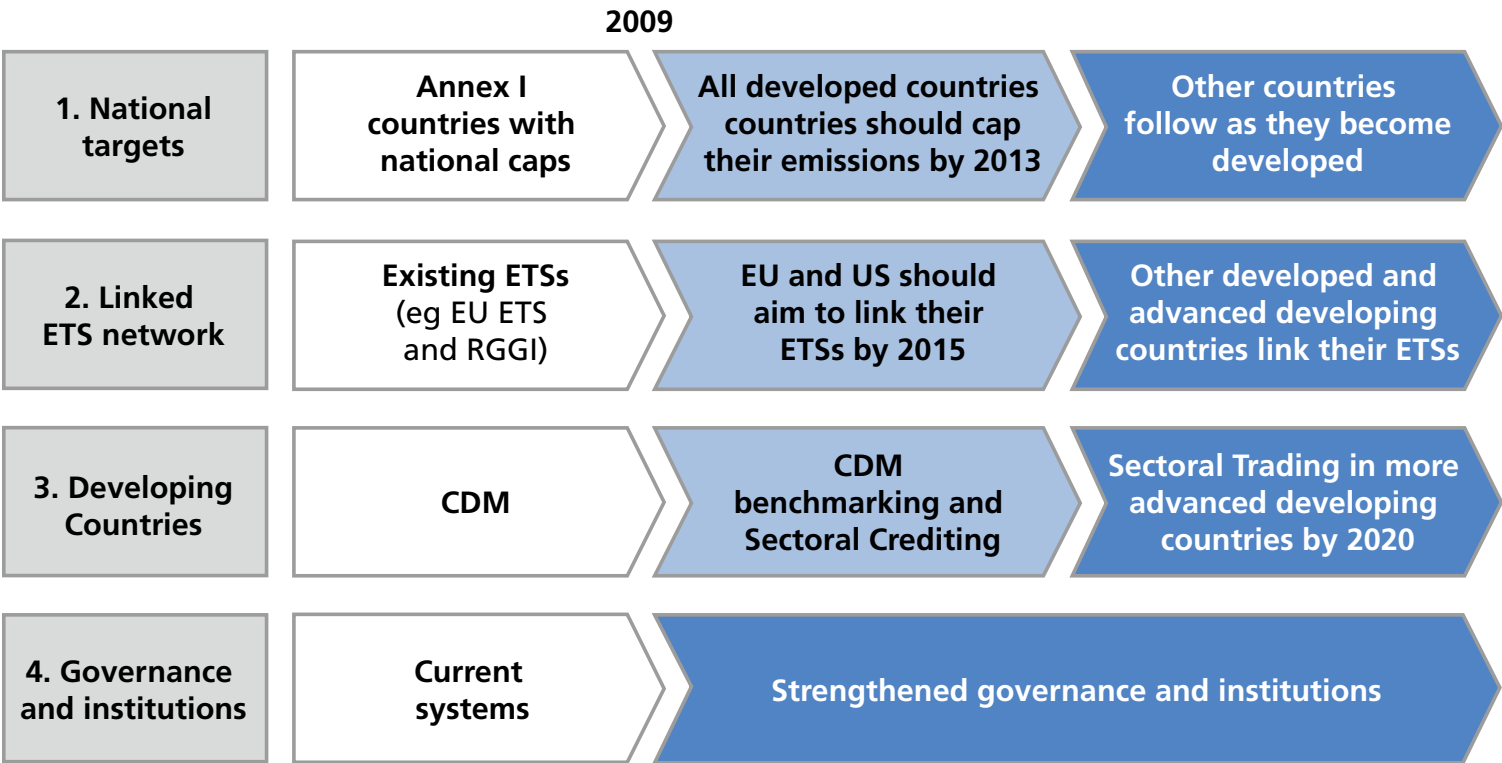 2009
1. National
targets
Annex I
countries with
national caps
All developed countries
countries should cap
their emissions by 2013
Other countries
follow as they become
developed
2. Linked
ETS network
Existing ETSs
(eg EU ETS
and RGGI)
EU and US should
aim to link their
ETSs by 2015
Other developed and
advanced developing
countries link their ETSs
3. Developing
Countries
CDM
CDM
benchmarking and
Sectoral Crediting
Sectoral Trading in more
advanced developing
countries by 2020
4. Governance
and institutions
Current
systems
Strengthened governance and institutions